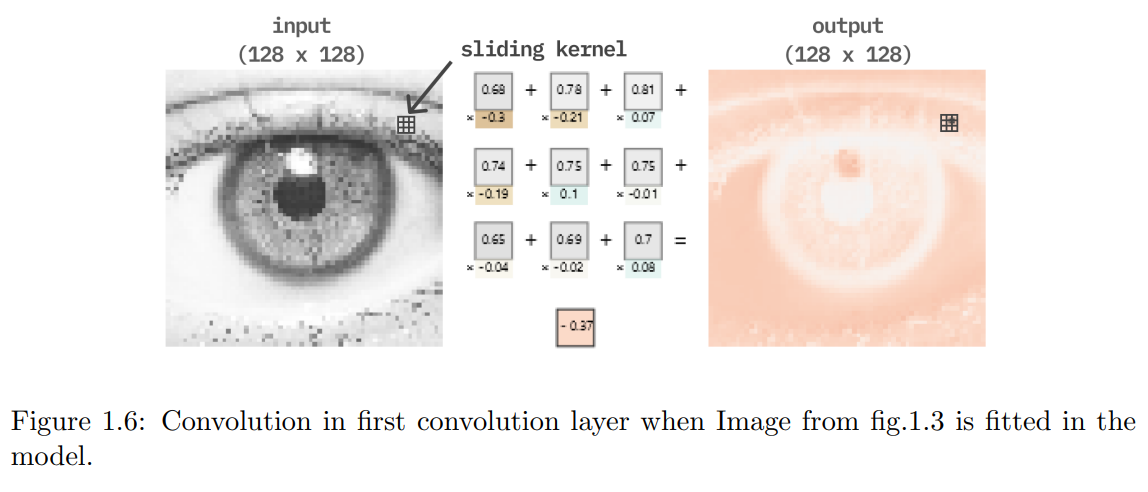 input
(128 x 128)
output
(128 x 128)
sliding kernel
0.68 + 0.78 + 0.81 +
× -0.3 × -0.21 × 0.07
0.74 + 0.75 + 0.75 +
× -0.19 × 0.1 × -0.01
0.65 + 0.69 + 0.7 =
× -0.04 × -0.02 × 0.08
- 0.37
Figure 1.6: Convolution in first convolution layer when Image from fig.1.3 is fitted in the
model.